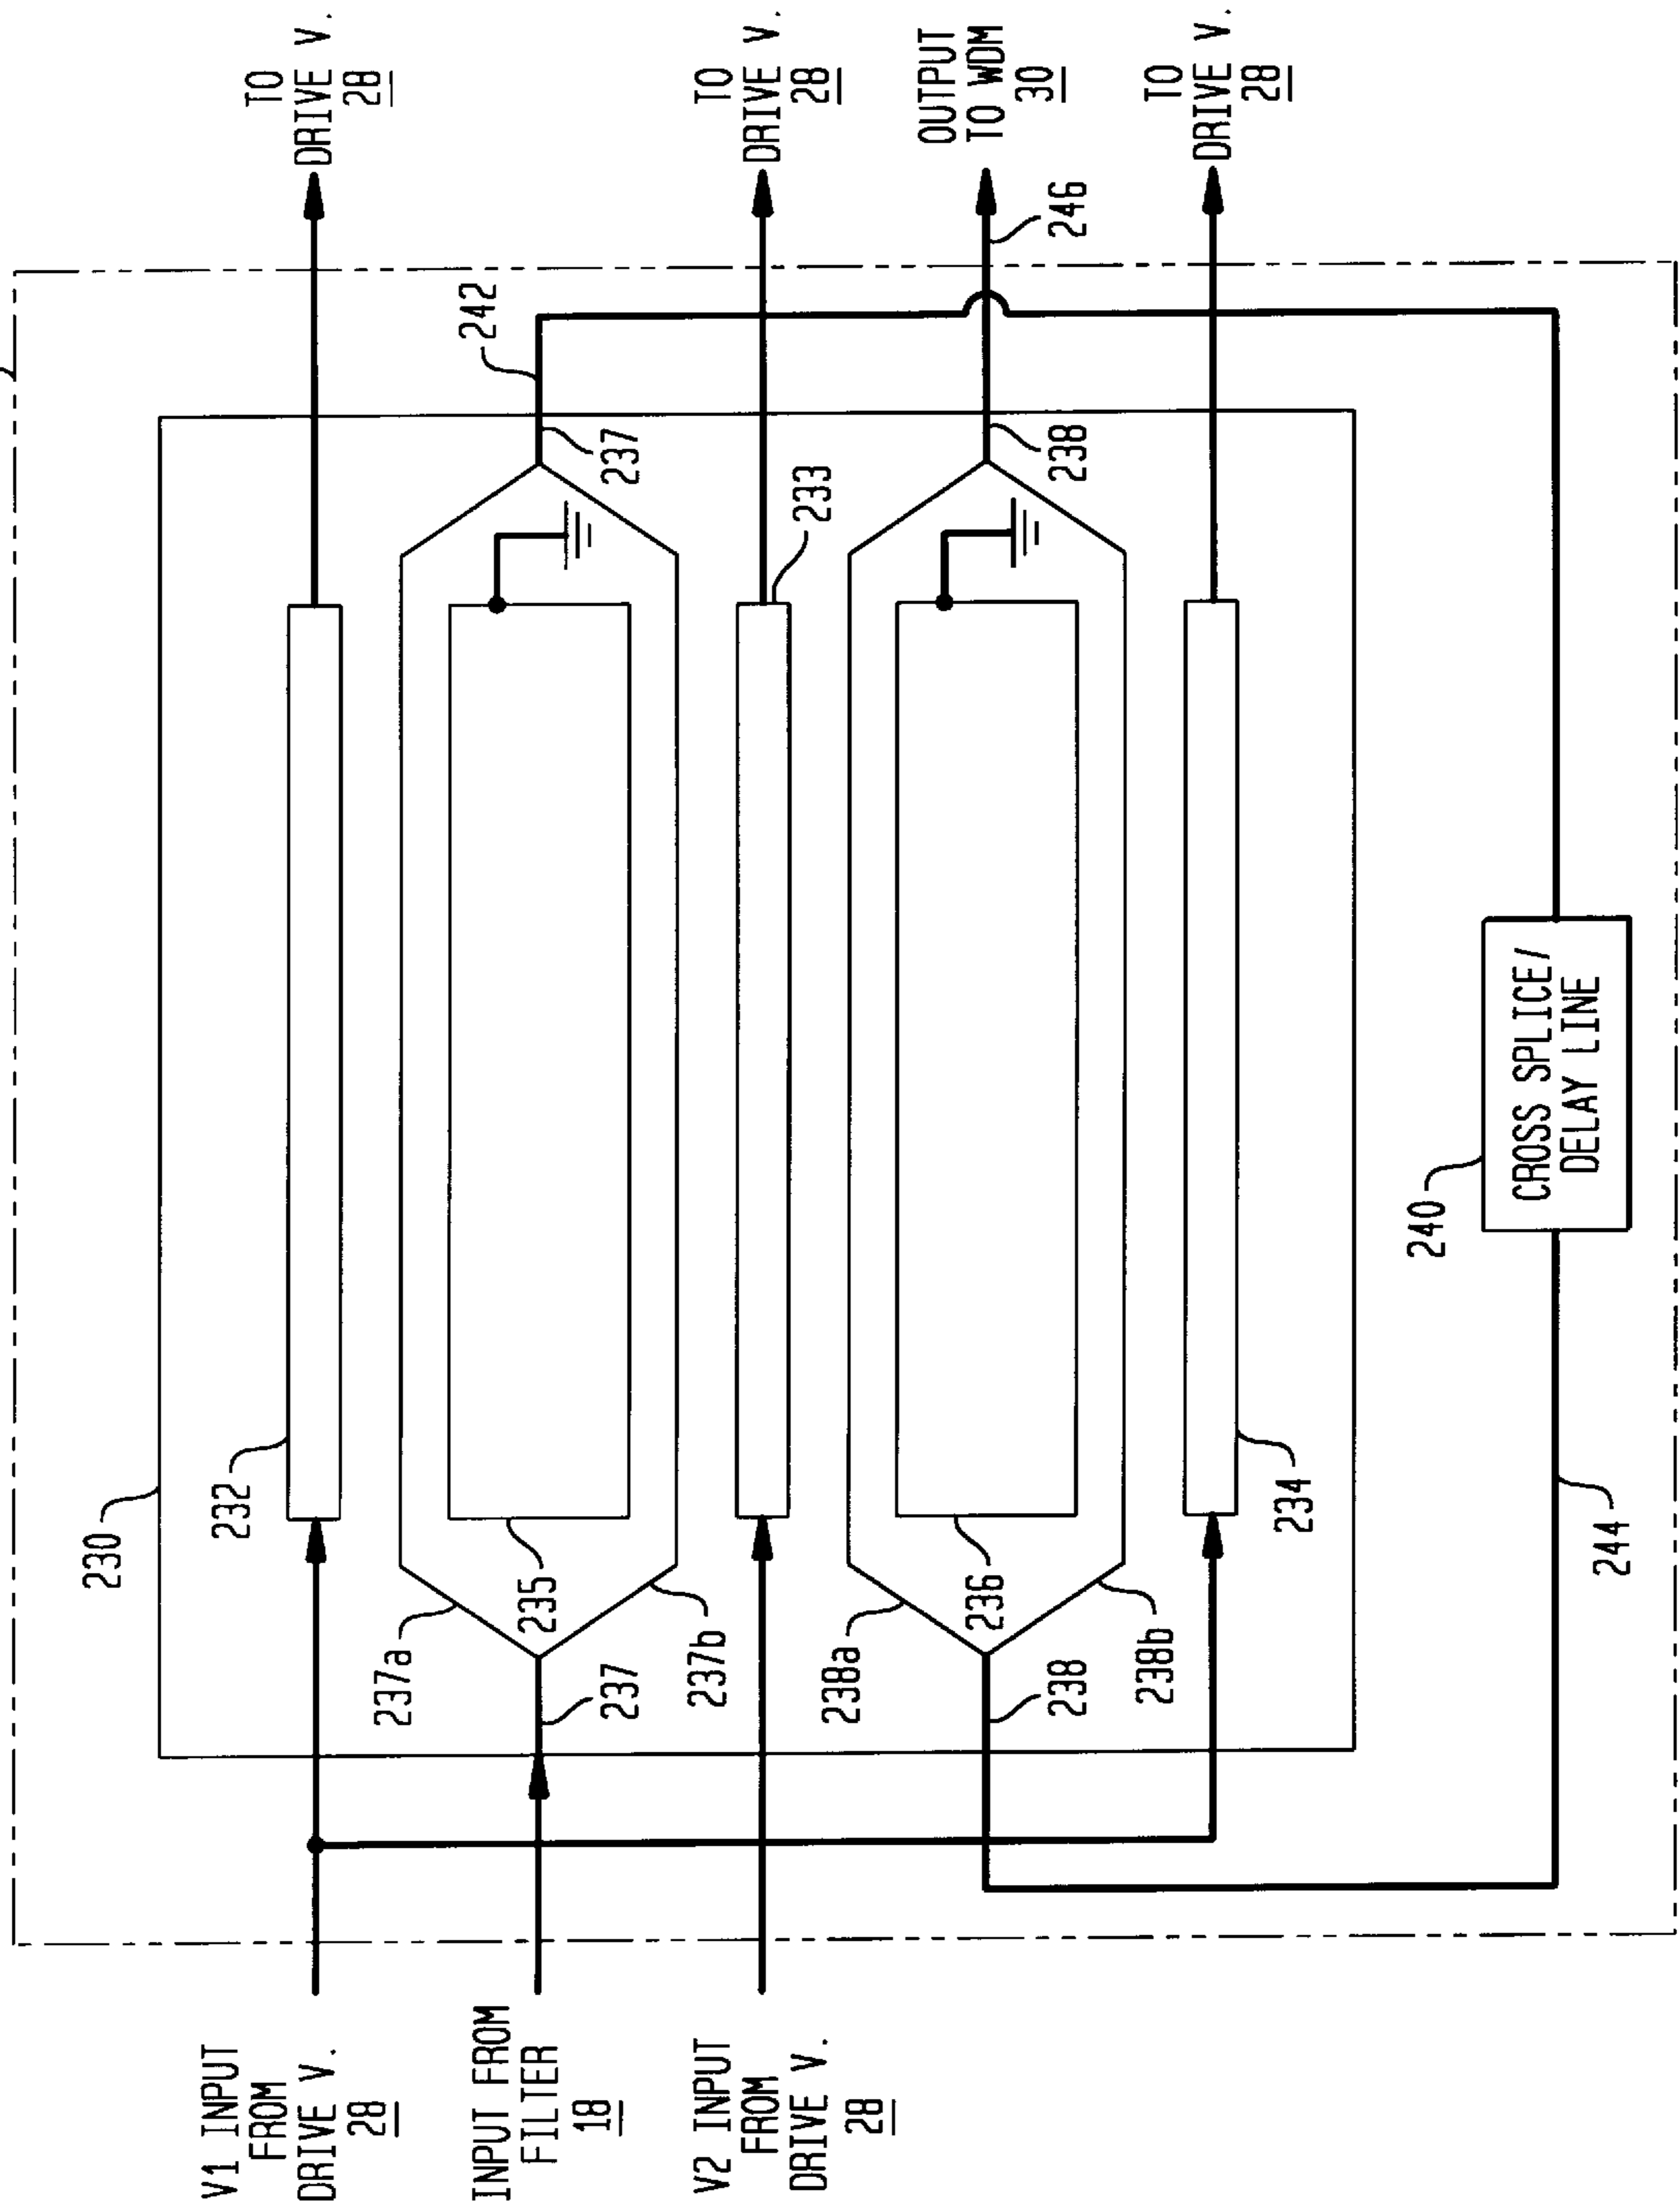 V1 INPUT
FROM
DRIVE V.
28
INPUT FROM
FILTER
18
V2 INPUT
FROM
DRIVE V.
28
230
232
237a
235
237
237b
238a
236
238
238b
234
244
240
CROSS SPLICE/
DELAY LINE
242
237
233
238
246
TO
DRIVE V.
28
TO
DRIVE V.
28
OUTPUT
TO WDM
30
TO
DRIVE V.
28